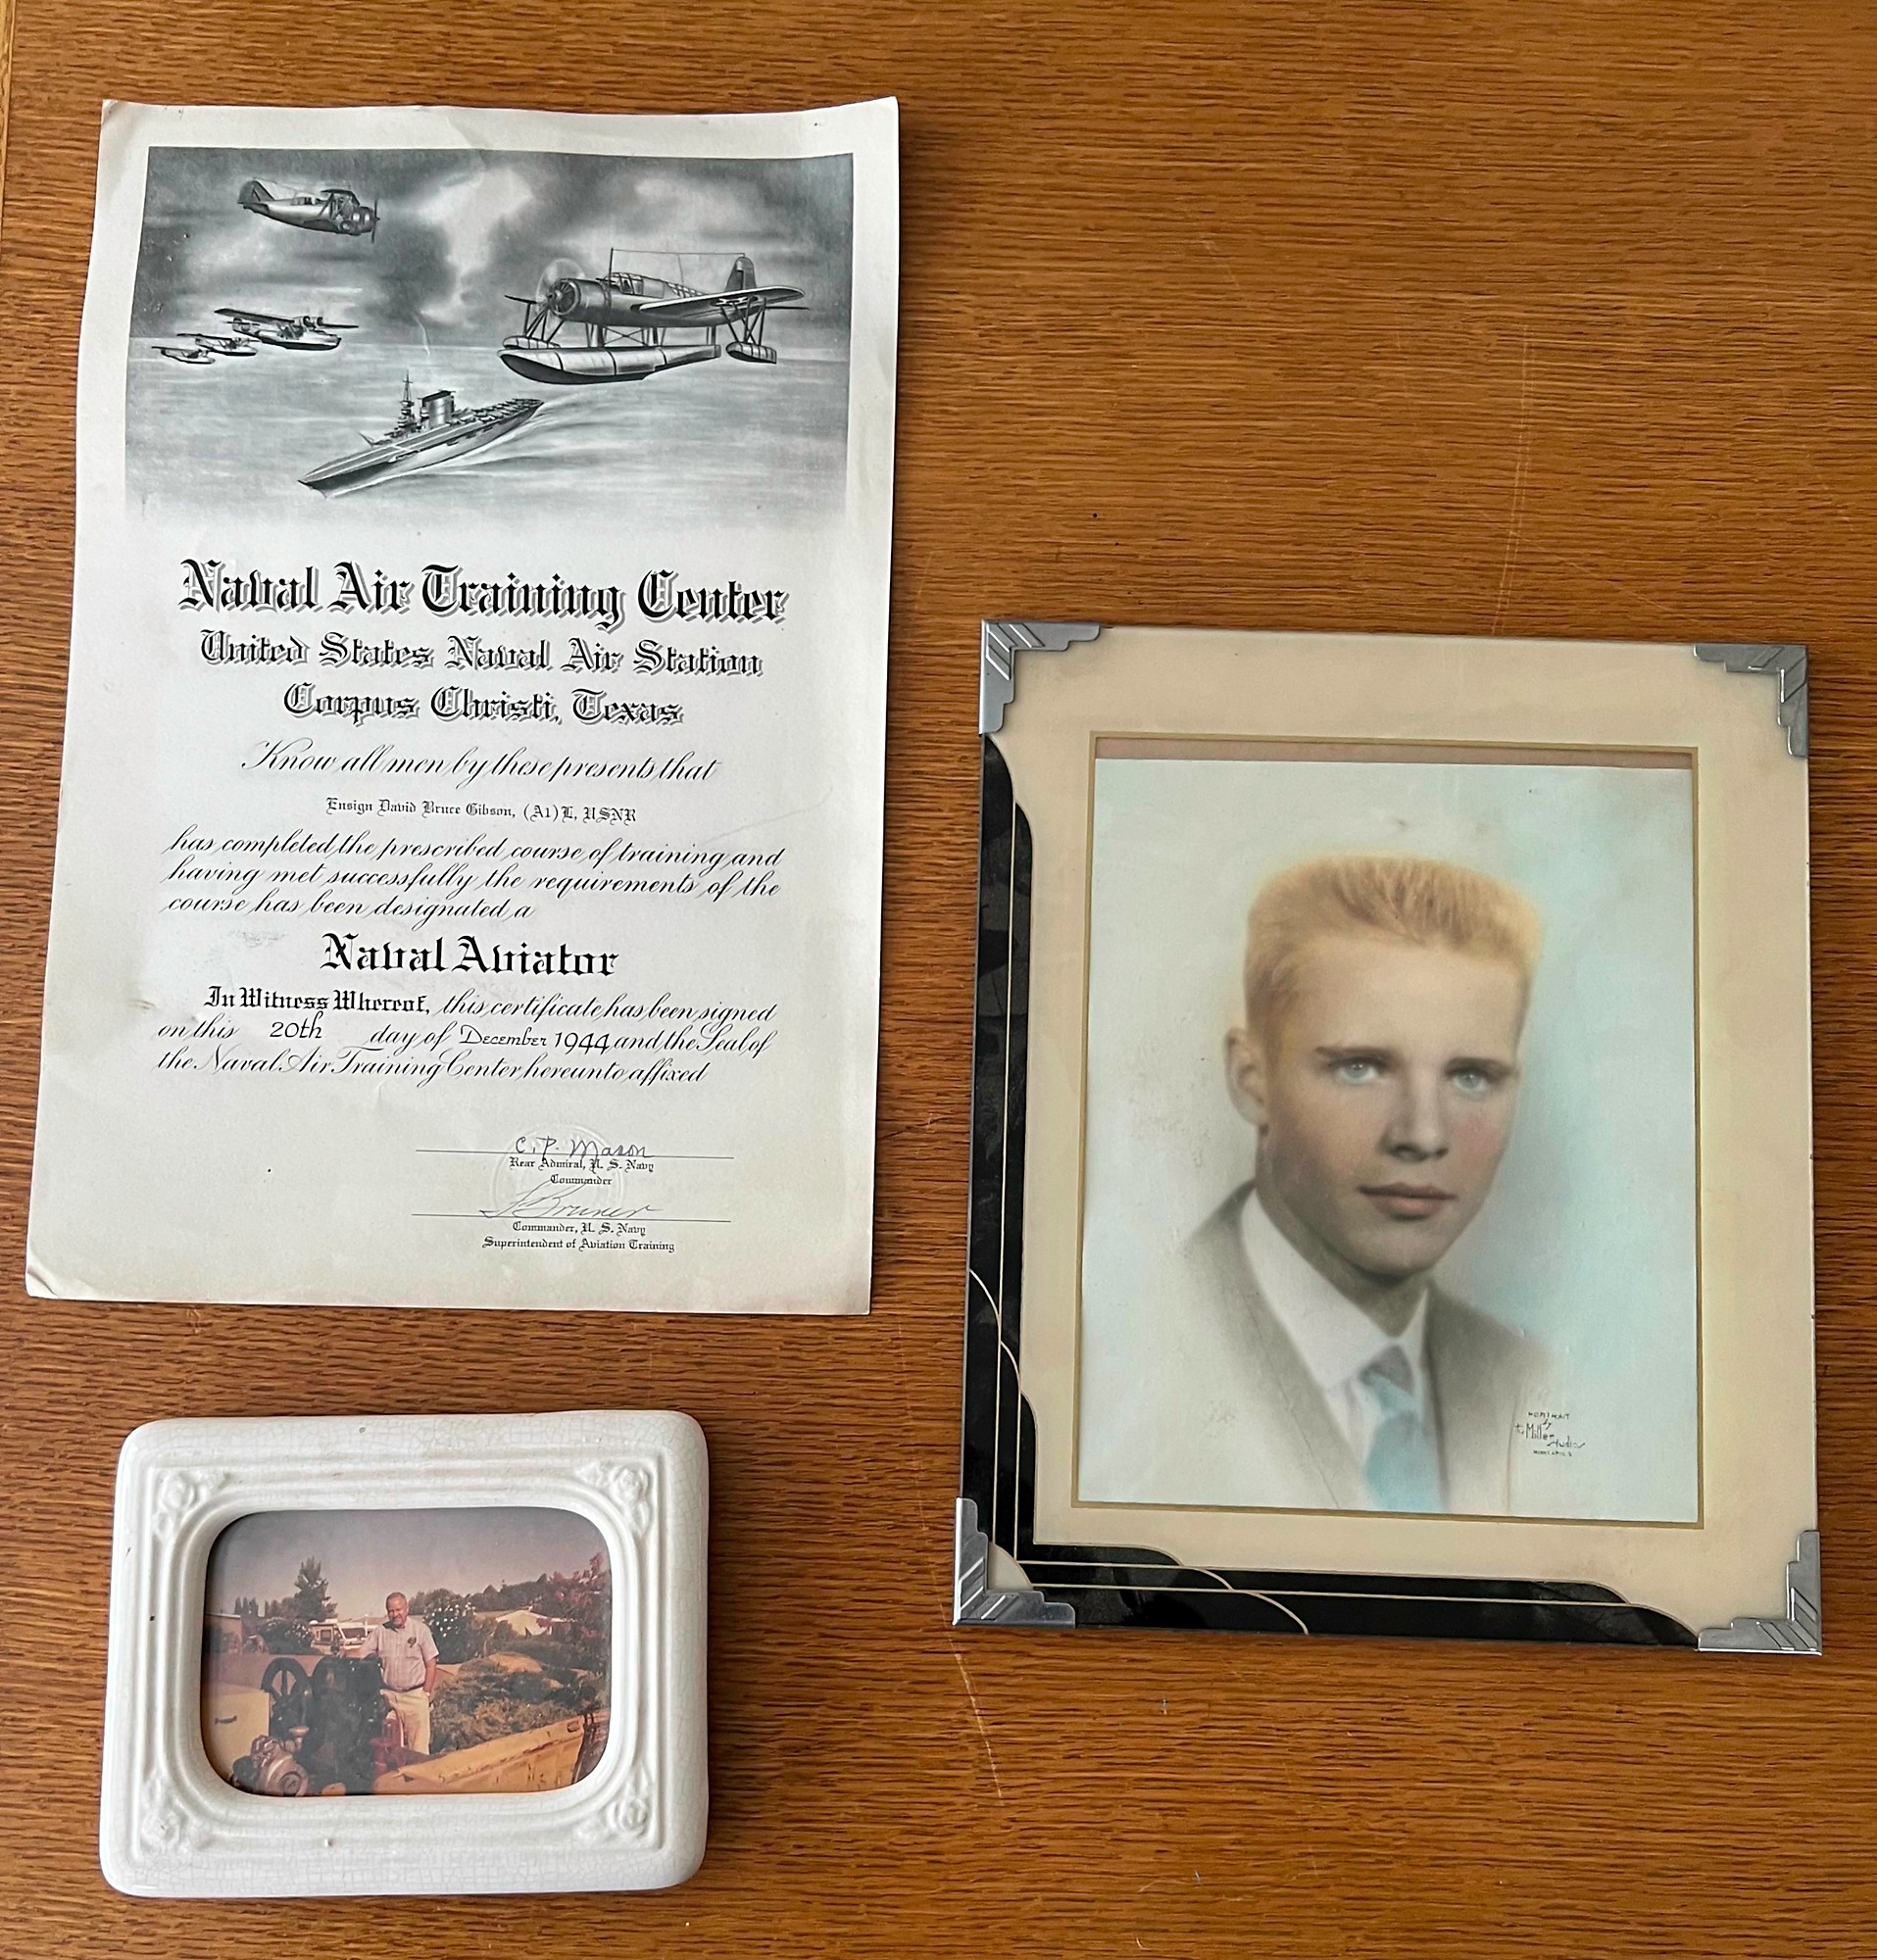 Naval Air Training Center
United States Naval Air Station
Corpus Christi, Texas
Know all men by these presents that
Ensign David Bruce Gibson, (A1)L, USNR
has completed the prescribed course of training and
having met successfully the requirements of the
course has been designated a
Naval Aviator
In Witness Whereof, this certificate has been signed
on this 20th day of December 1944 and the Seal of
the Naval Air Training Center hereunto affixed
C. P. Mason
Rear Admiral, U. S. Navy
Commander
Bruner
Commander, U. S. Navy
Superintendent of Aviation Training
PORTRAIT
by
the Miller
Studio
MINNEAPOLIS